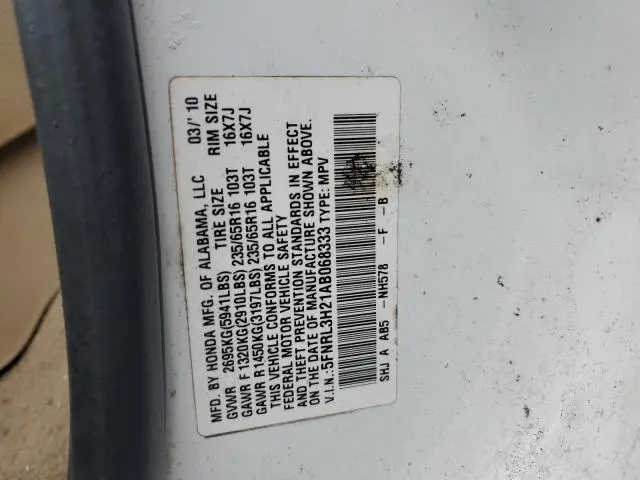 MFD. BY HONDA MFG. OF ALABAMA, LLC 03/'10
GVWR 2695KG(5941LBS) TIRE SIZE RIM SIZE
GAWR F 1320KG(2910LBS) 235/65R16 103T 16X7J
GAWR R1450KG(3197LBS) 235/65R16 103T 16X7J
THIS VEHICLE CONFORMS TO ALL APPLICABLE
FEDERAL MOTOR VEHICLE SAFETY
AND THEFT PREVENTION STANDARDS IN EFFECT
ON THE DATE OF MANUFACTURE SHOWN ABOVE.
V.I.N.:5FNRL3H21AB068333 TYPE: MPV
SHJ A AB5 -NH578 -F -B